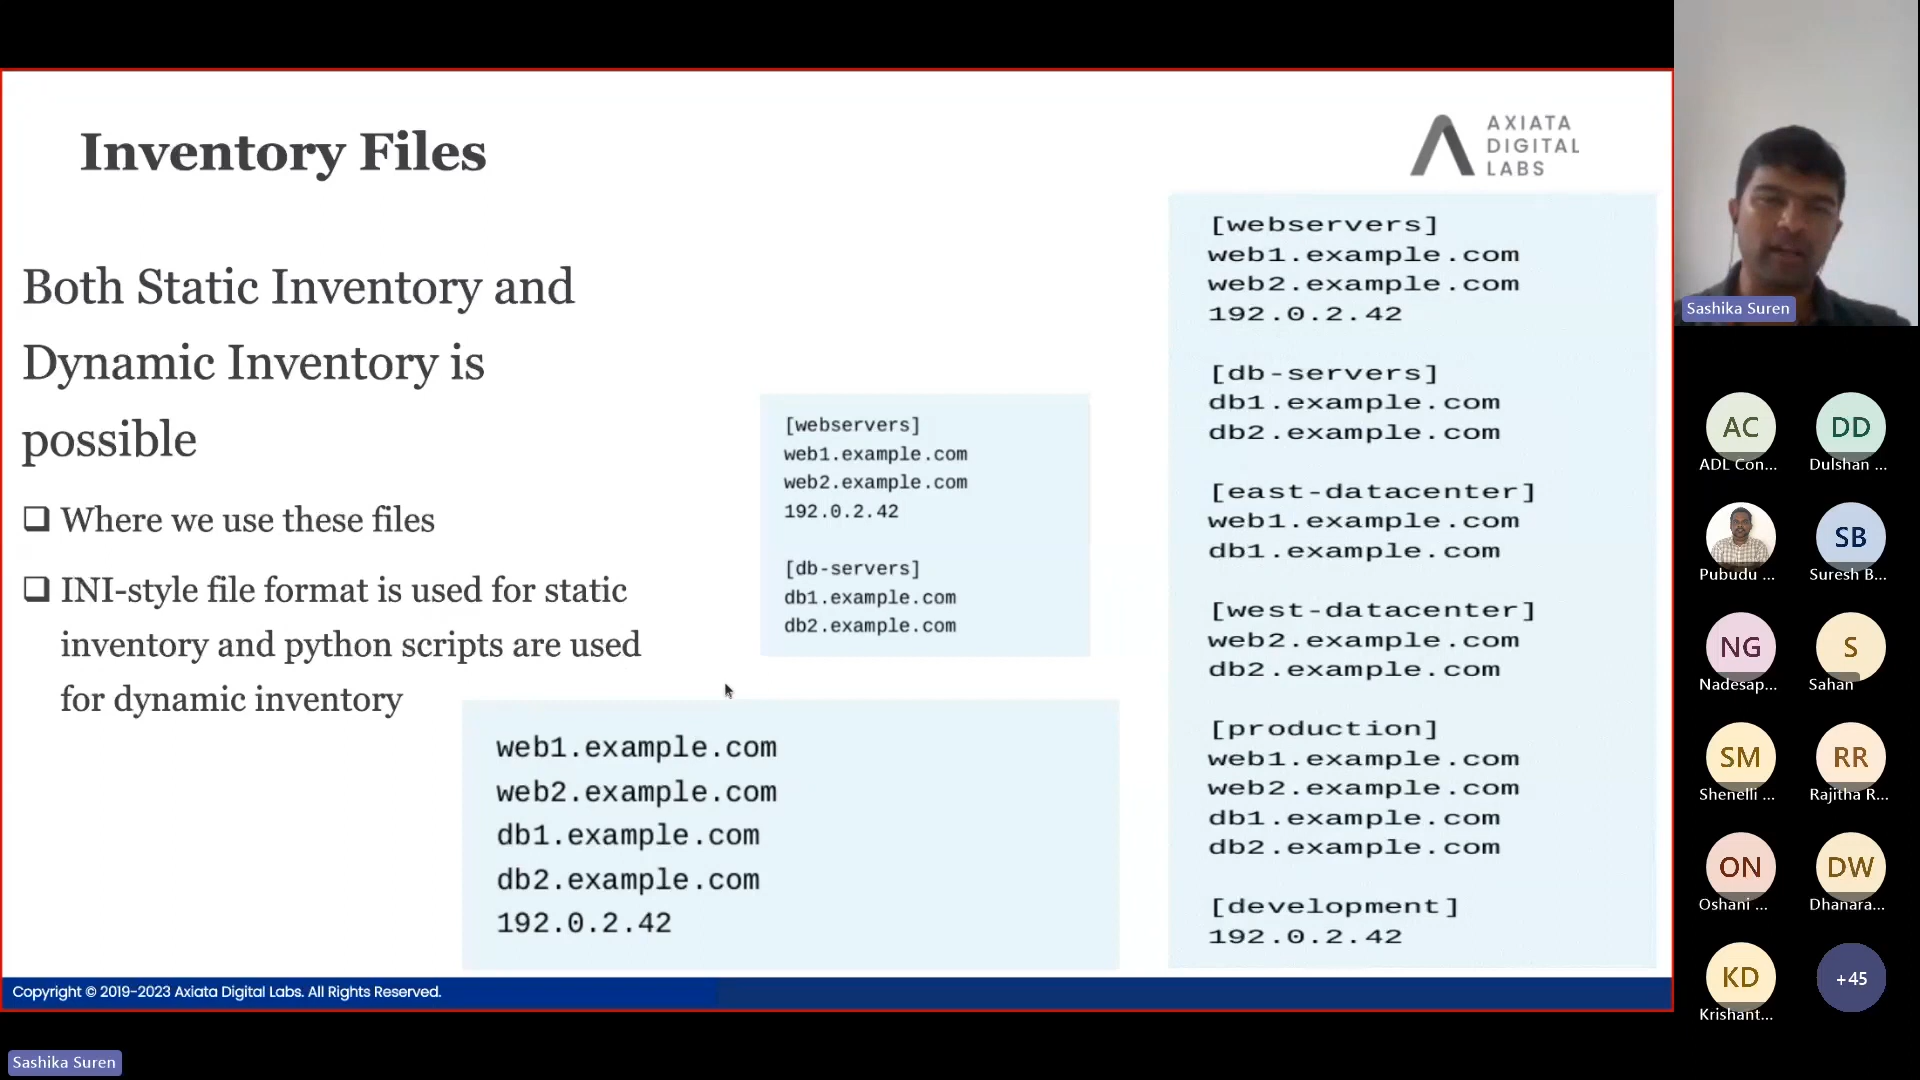 Inventory Files
AXIATA
DIGITAL
LABS
Both Static Inventory and
Dynamic Inventory is
possible
Where we use these files
INI-style file format is used for static
inventory and python scripts are used
for dynamic inventory
[webservers]
web1.example.com
web2.example.com
192.0.2.42
[db-servers]
db1.example.com
db2.example.com
web1.example.com
web2.example.com
db1.example.com
db2.example.com
192.0.2.42
[webservers]
web1.example.com
web2.example.com
192.0.2.42
[db-servers]
db1.example.com
db2.example.com
[east-datacenter]
web1.example.com
db1.example.com
[west-datacenter]
web2.example.com
db2.example.com
[production]
web1.example.com
web2.example.com
db1.example.com
db2.example.com
[development]
192.0.2.42
Copyright © 2019-2023 Axiata Digital Labs. All Rights Reserved.
Sashika Suren
Sashika Suren
AC
ADL Con...
DD
Dulshan ...
Pubudu ...
SB
Suresh B...
NG
Nadesap...
S
Sahan
SM
Shenelli ...
RR
Rajitha R...
ON
Oshani ...
DW
Dhanara...
KD
Krishant...
+45